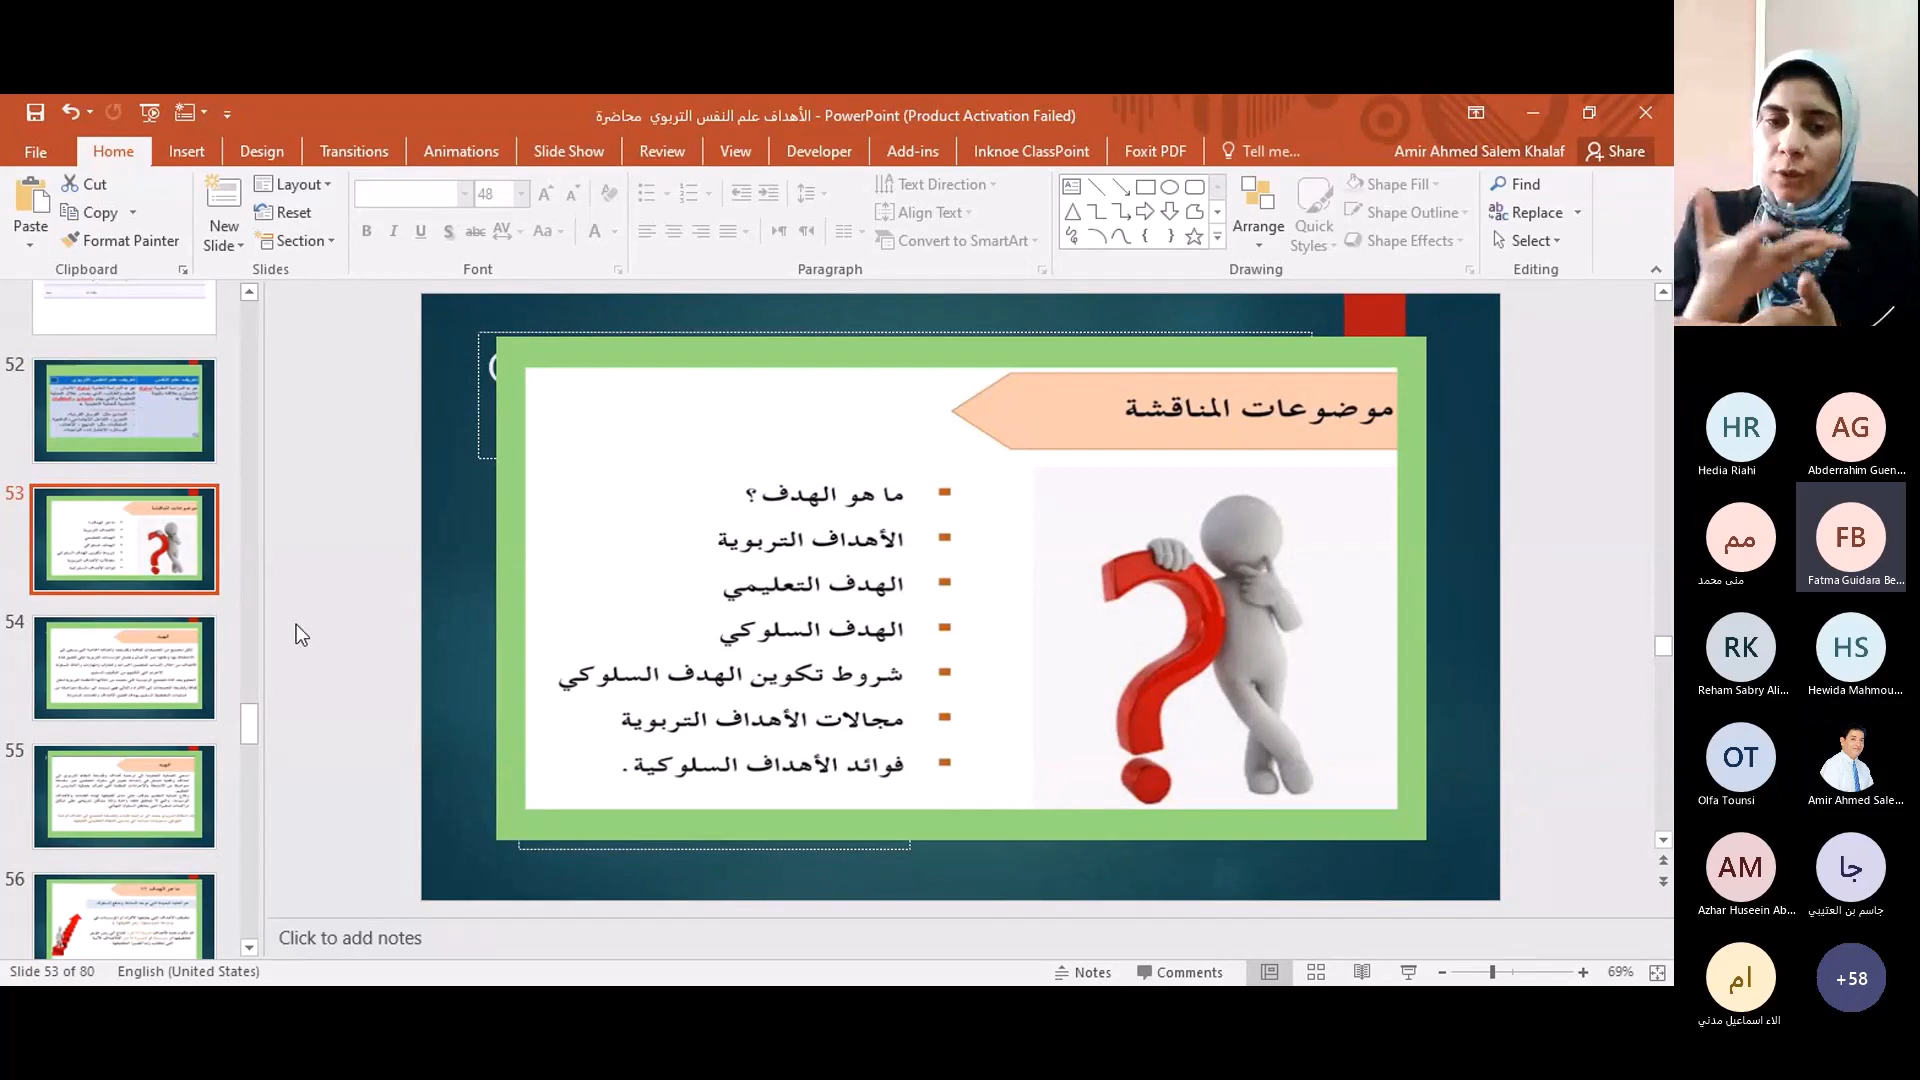 الأهداف علم النفس التربوي محاضرة - PowerPoint (Product Activation Failed)
File
Home
Insert
Design
Transitions
Animations
Slide Show
Review
View
Developer
Add-ins
Inknoe ClassPoint
Foxit PDF
Tell me...
Amir Ahmed Salem Khalaf
Share
Paste
Cut
Copy
Format Painter
Clipboard
New Slide
Layout
Reset
Section
Slides
48
Font
Paragraph
Text Direction
Align Text
Convert to SmartArt
Arrange
Quick Styles
Shape Fill
Shape Outline
Shape Effects
Drawing
Find
Replace
Select
Editing
52
53
54
55
56
موضوعات المناقشة
ما هو الهدف؟
الأهداف التربوية
الهدف التعليمي
الهدف السلوكي
شروط تكوين الهدف السلوكي
مجالات الأهداف التربوية
فوائد الأهداف السلوكية.
Click to add notes
Slide 53 of 80
English (United States)
Notes
Comments
69%
HR
Hedia Riahi
AG
Abderrahim Guen...
مم
منى محمد
FB
Fatma Guidara Be...
RK
Reham Sabry Ali...
HS
Hewida Mahmou...
OT
Olfa Tounsi
Amir Ahmed Sale...
AM
Azhar Huseein Ab...
جا
جاسم بن العتيبي
ام
الاء اسماعيل مدني
+58